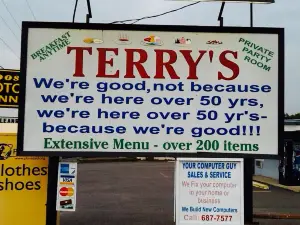 BREAKFAST
ANYTIME
PRIVATE
PARTY
ROOM
TERRY'S
We're good,not because
we're here over 50 yrs,
we're here over 50 yr's-
because we're good!!!
Extensive Menu - over 200 items
clothes
shoes
VISA
YOUR COMPUTER GUY
SALES & SERVICE
We Fix your computer
in your home or
business
We Build New Computers
Call: 687-7577